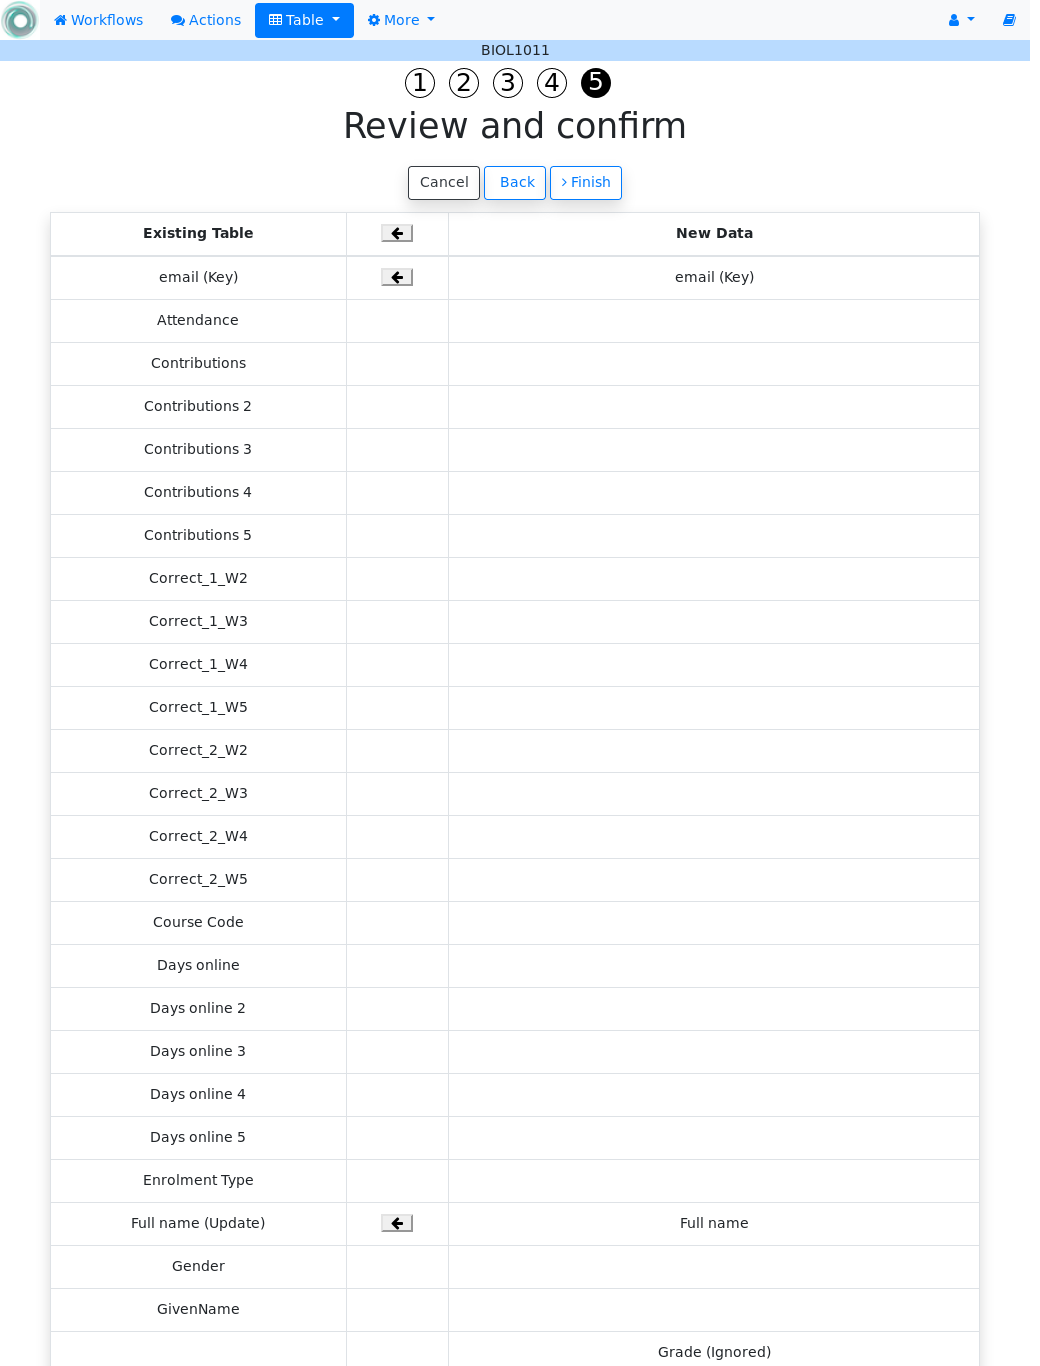 Workflows Actions Table More
BIOL1011
1 2 3 4 5
Review and confirm
Cancel Back Finish
Existing Table New Data
email (Key) email (Key)
Attendance
Contributions
Contributions 2
Contributions 3
Contributions 4
Contributions 5
Correct_1_W2
Correct_1_W3
Correct_1_W4
Correct_1_W5
Correct_2_W2
Correct_2_W3
Correct_2_W4
Correct_2_W5
Course Code
Days online
Days online 2
Days online 3
Days online 4
Days online 5
Enrolment Type
Full name (Update) Full name
Gender
GivenName
Grade (Ignored)